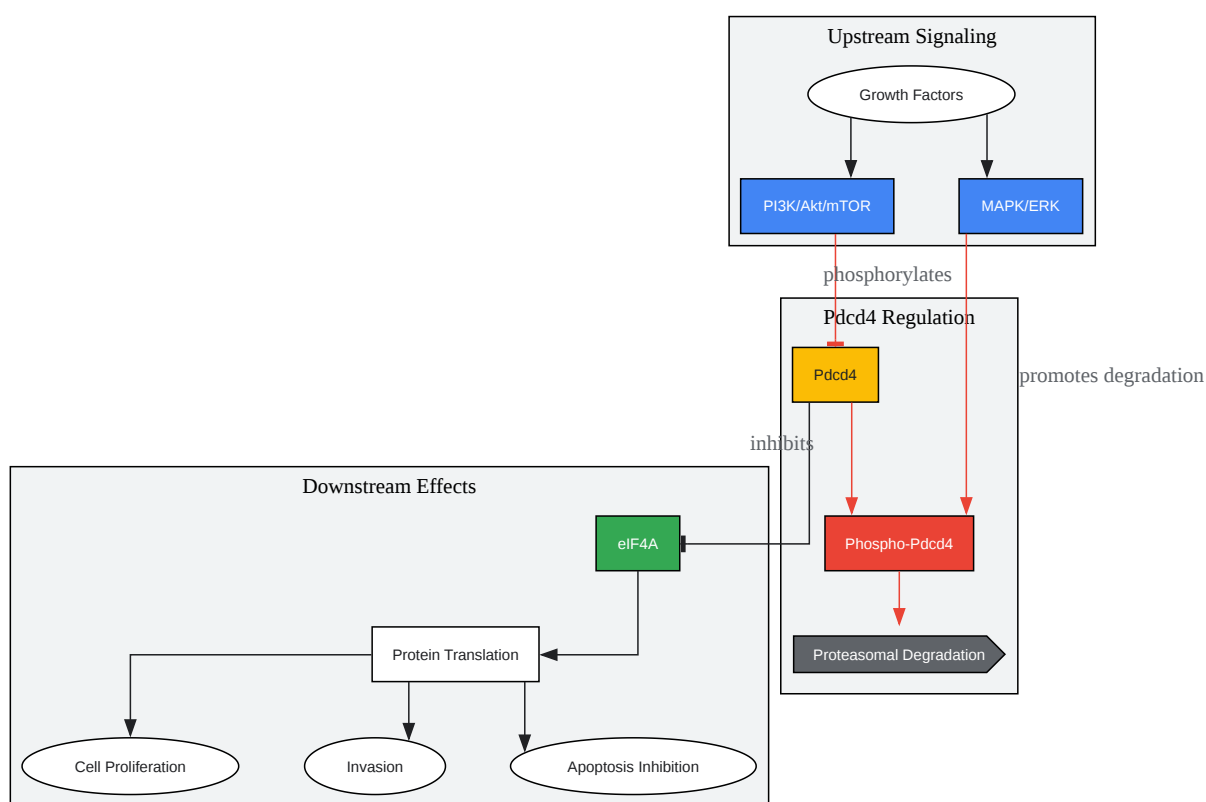 Upstream Signaling
Growth Factors
PI3K/Akt/mTOR
MAPK/ERK
phosphorylates
Pdcd4 Regulation
Pdcd4
promotes degradation
inhibits
Downstream Effects
eIF4A
Phospho-Pdcd4
Protein Translation
Proteasomal Degradation
Cell Proliferation
Invasion
Apoptosis Inhibition